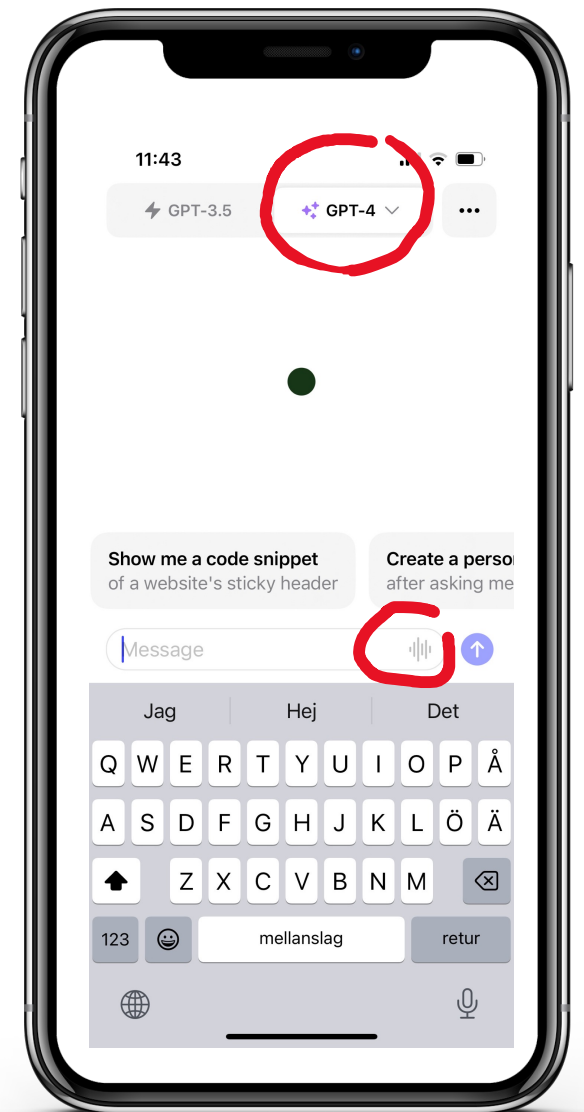 11:43
GPT-3.5 GPT-4
Show me a code snippet Create a perso
of a website's sticky header after asking me
Message
Jag Hej Det
Q W E R T Y U I O P Å
A S D F G H J K L Ö Ä
Z X C V B N M
123 mellanslag retur